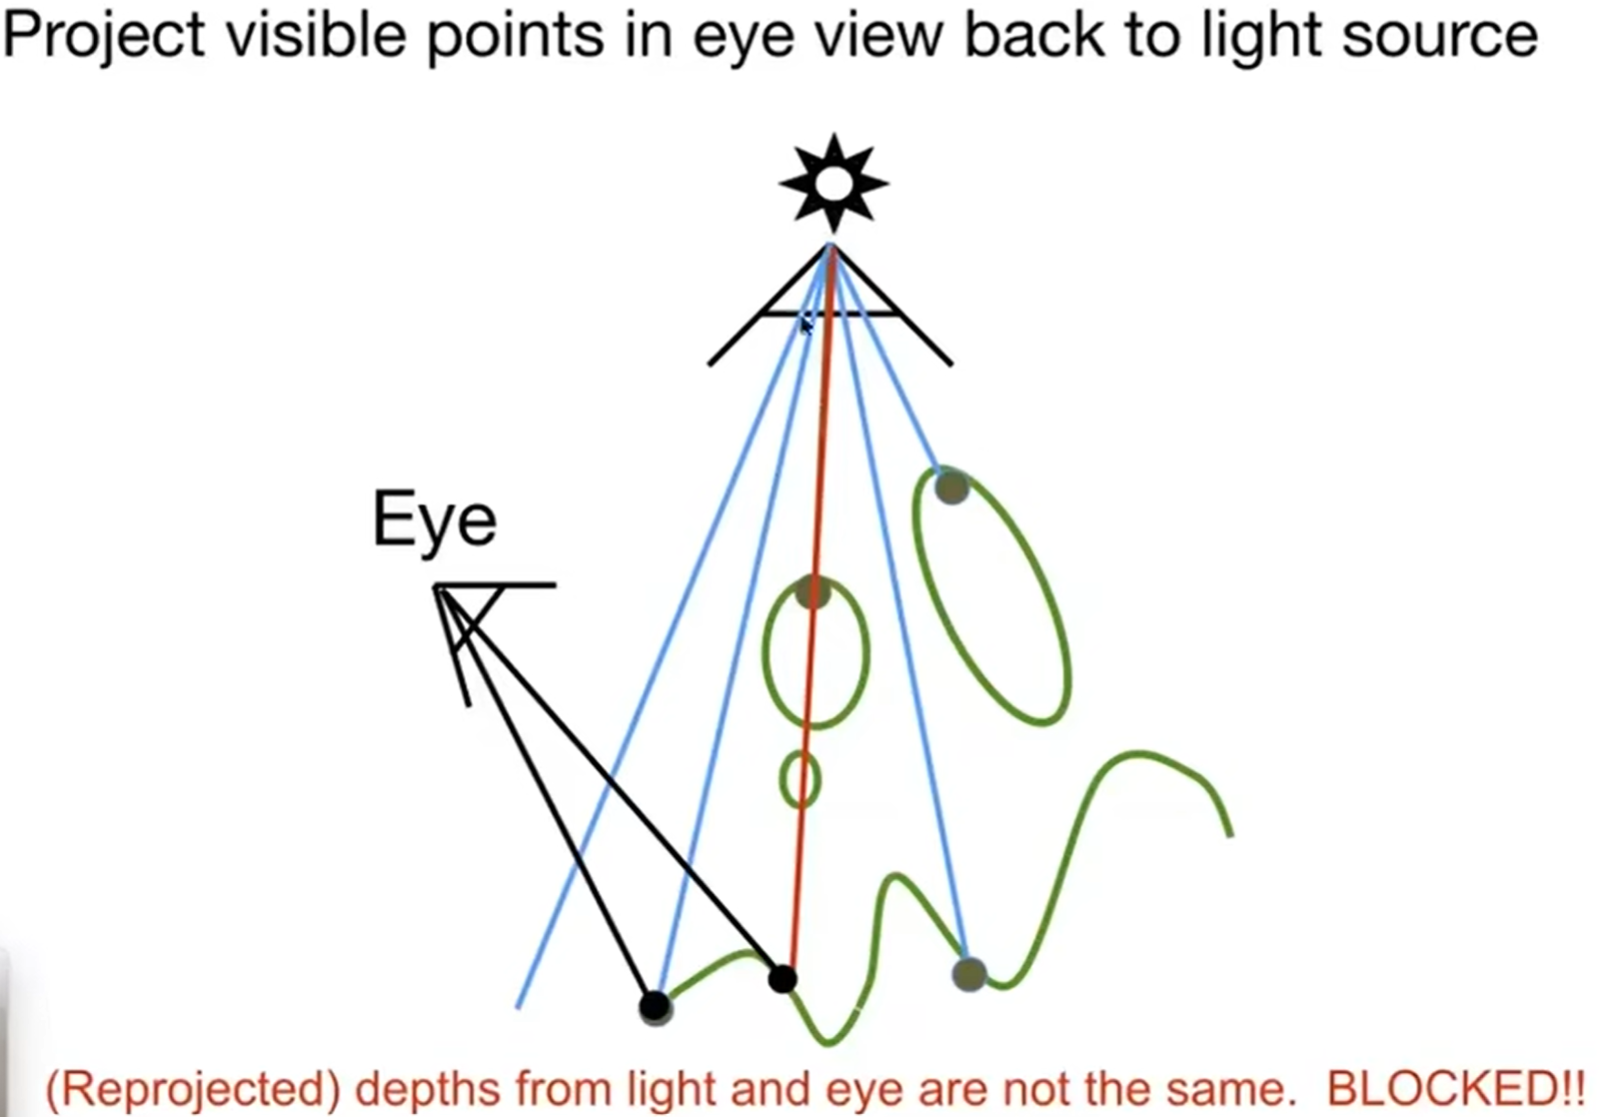 Project visible points in eye view back to light source
Eye
(Reprojected) depths from light and eye are not the same. BLOCKED!!